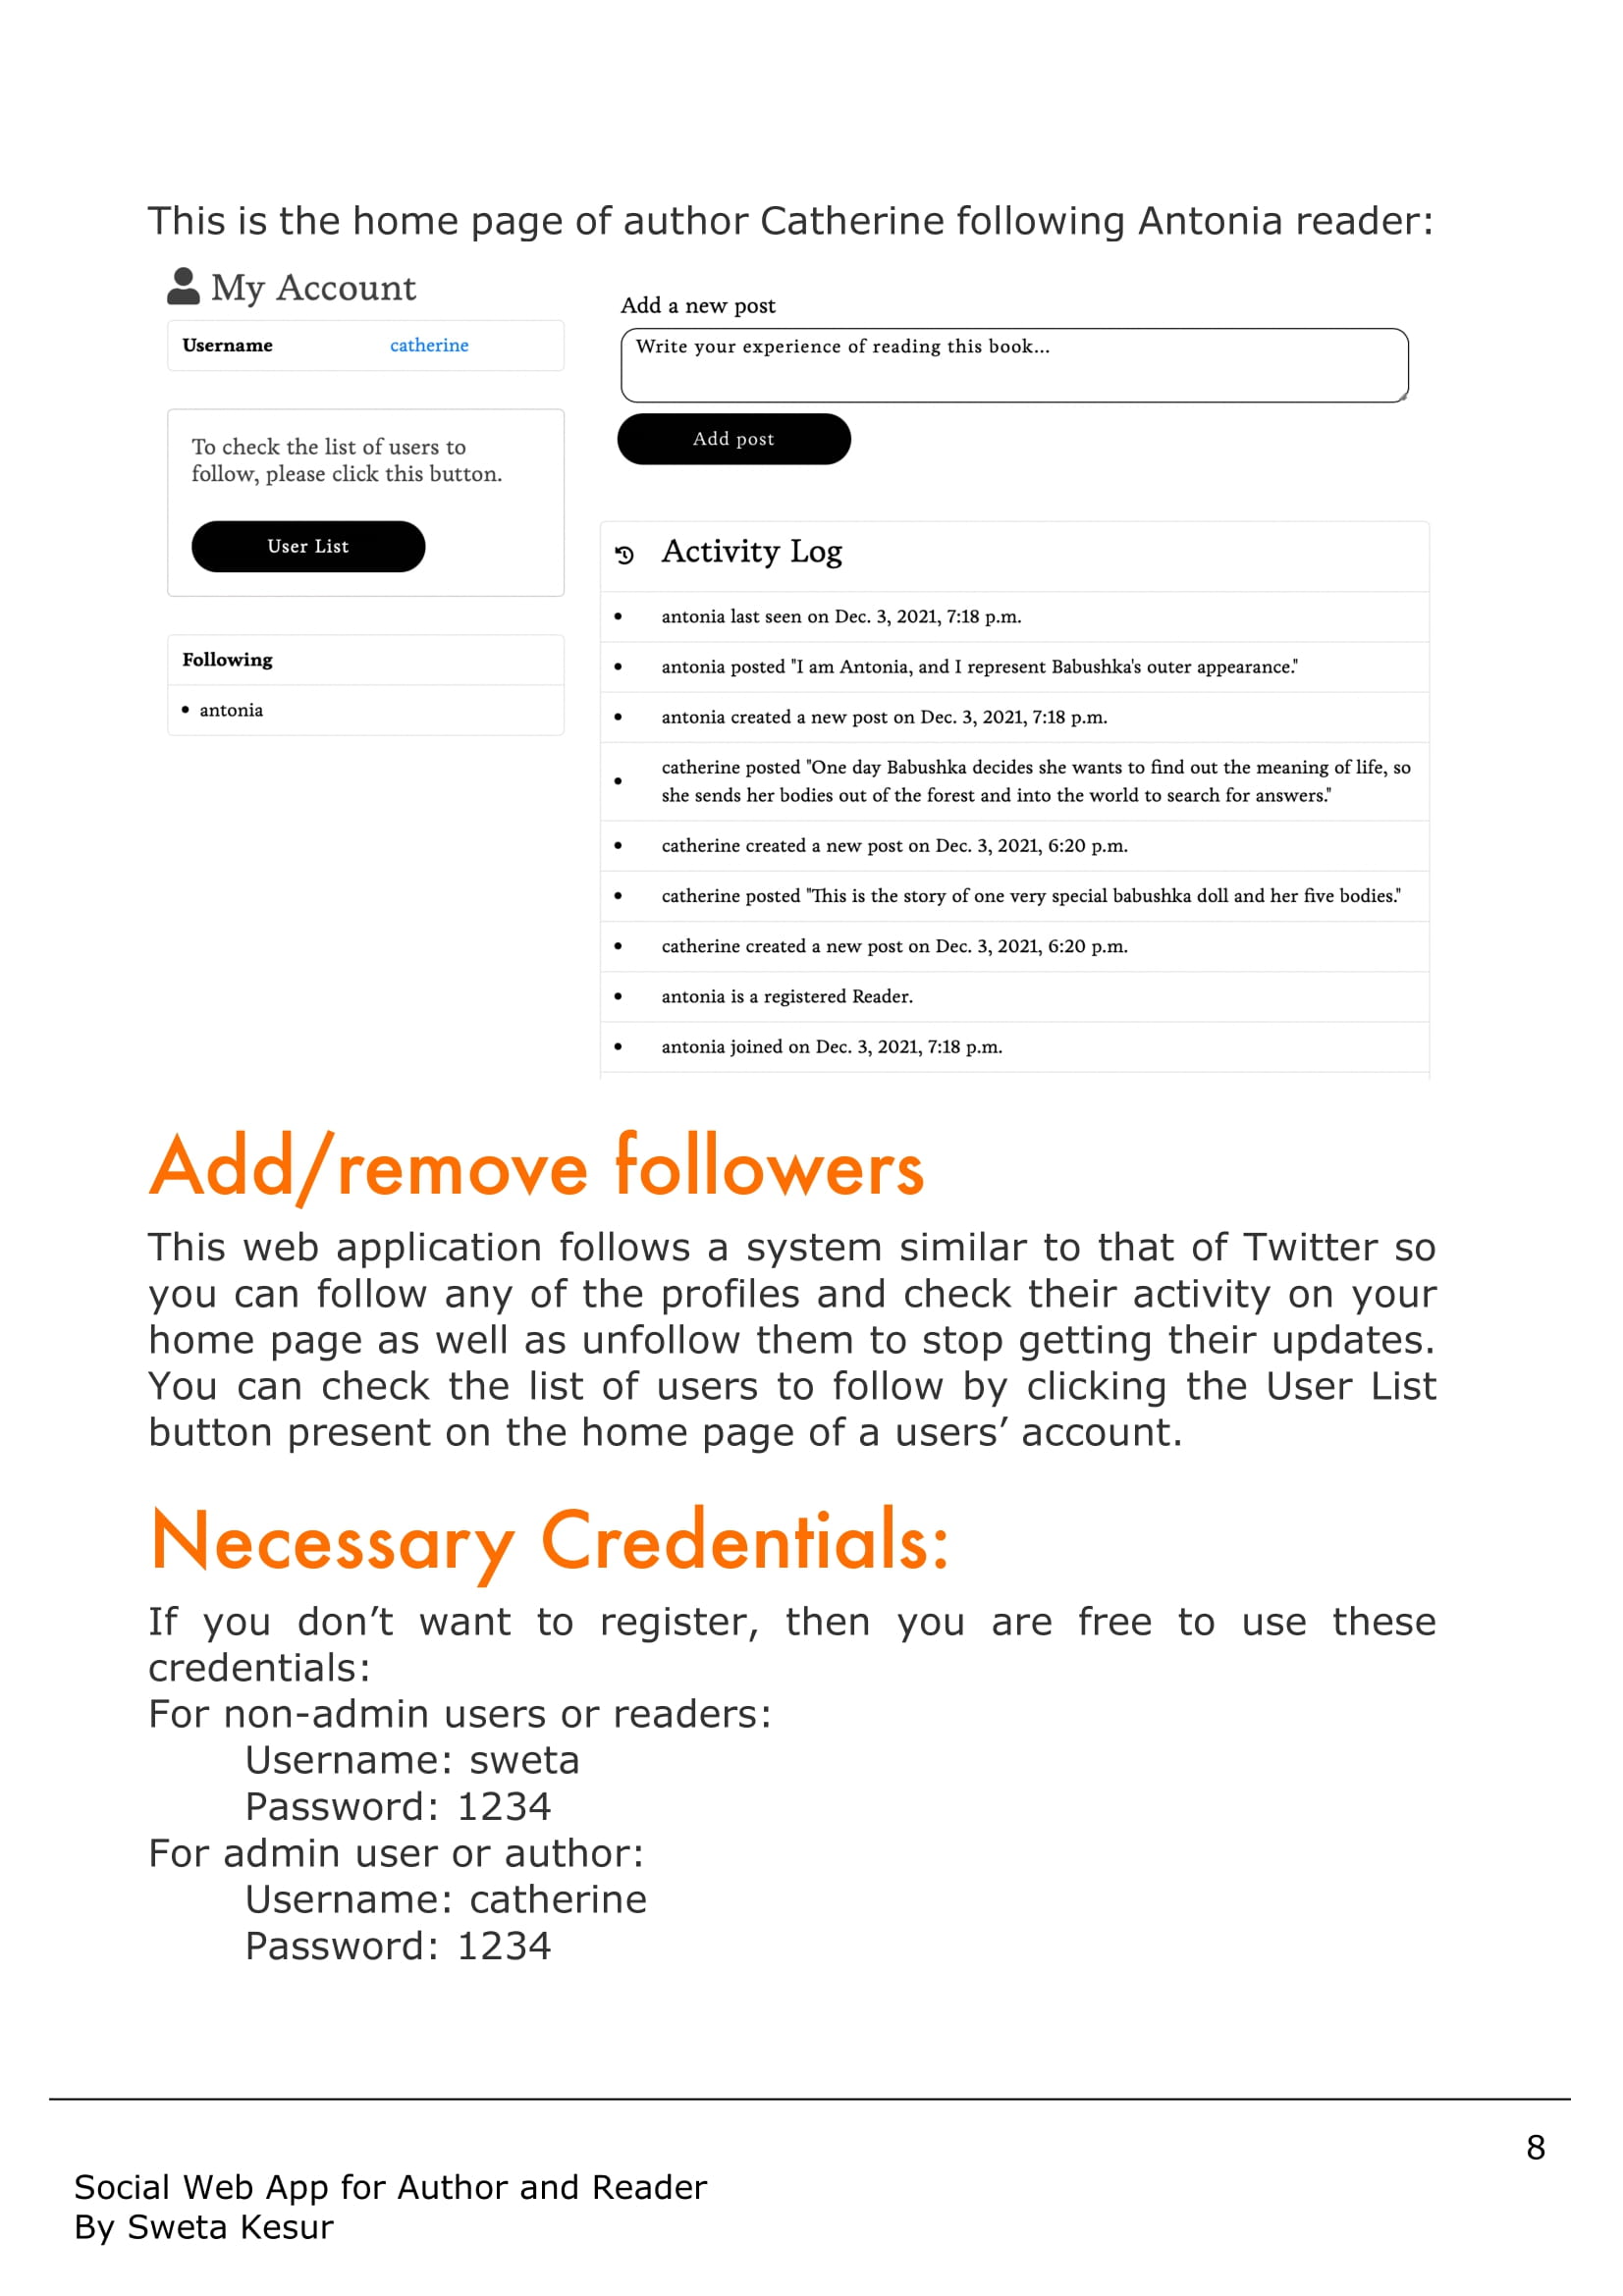 This is the home page of author Catherine following Antonia reader:
My Account
Username catherine
To check the list of users to
follow, please click this button.
User List
Following
• antonia
Add a new post
Write your experience of reading this book...
Add post
Activity Log
• antonia last seen on Dec. 3, 2021, 7:18 p.m.
• antonia posted "I am Antonia, and I represent Babushka's outer appearance."
• antonia created a new post on Dec. 3, 2021, 7:18 p.m.
• catherine posted "One day Babushka decides she wants to find out the meaning of life, so
she sends her bodies out of the forest and into the world to search for answers."
• catherine created a new post on Dec. 3, 2021, 6:20 p.m.
• catherine posted "This is the story of one very special babushka doll and her five bodies."
• catherine created a new post on Dec. 3, 2021, 6:20 p.m.
• antonia is a registered Reader.
• antonia joined on Dec. 3, 2021, 7:18 p.m.
Add/remove followers
This web application follows a system similar to that of Twitter so
you can follow any of the profiles and check their activity on your
home page as well as unfollow them to stop getting their updates.
You can check the list of users to follow by clicking the User List
button present on the home page of a users’ account.
Necessary Credentials:
If you don’t want to register, then you are free to use these
credentials:
For non-admin users or readers:
Username: sweta
Password: 1234
For admin user or author:
Username: catherine
Password: 1234
8
Social Web App for Author and Reader
By Sweta Kesur